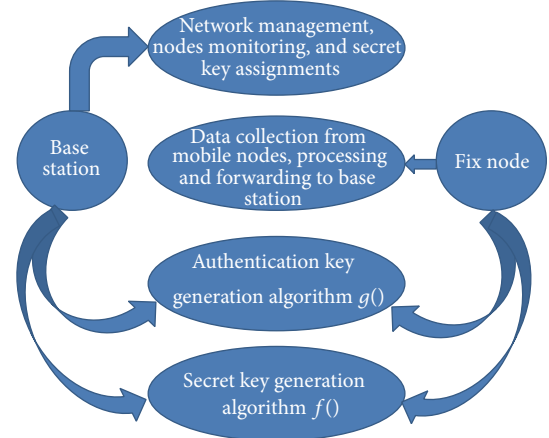 Network management,
nodes monitoring, and secret
key assignments
Base
station
Data collection from
mobile nodes, processing
and forwarding to base
station
Fix node
Authentication key
generation algorithm g()
Secret key generation
algorithm f()